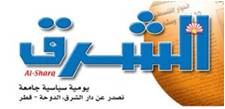 الشرق
Al-Sharq
يومية سياسية جامعة
تصدر عن دار الشرق، الدوحة - قطر